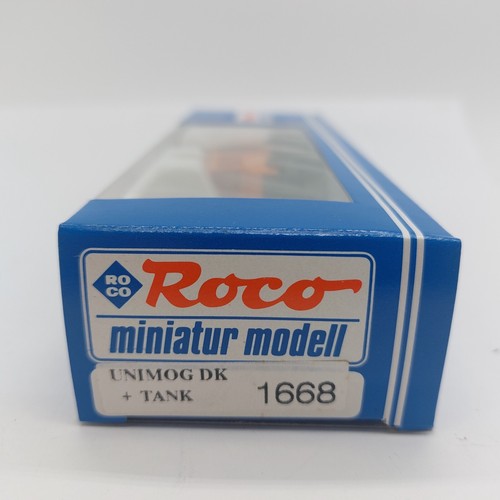 RO
CO
Roco
miniatur modell
UNIMOG DK
+ TANK 1668